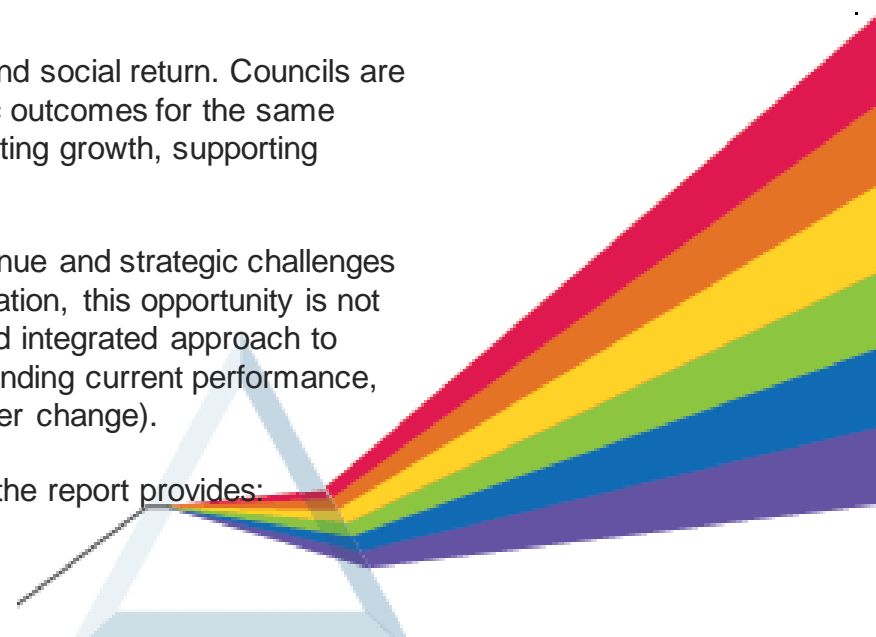 nd social return. Councils are
outcomes for the same
ting growth, supporting
nue and strategic challenges
ation, this opportunity is not
d integrated approach to
nding current performance,
er change).
the report provides: